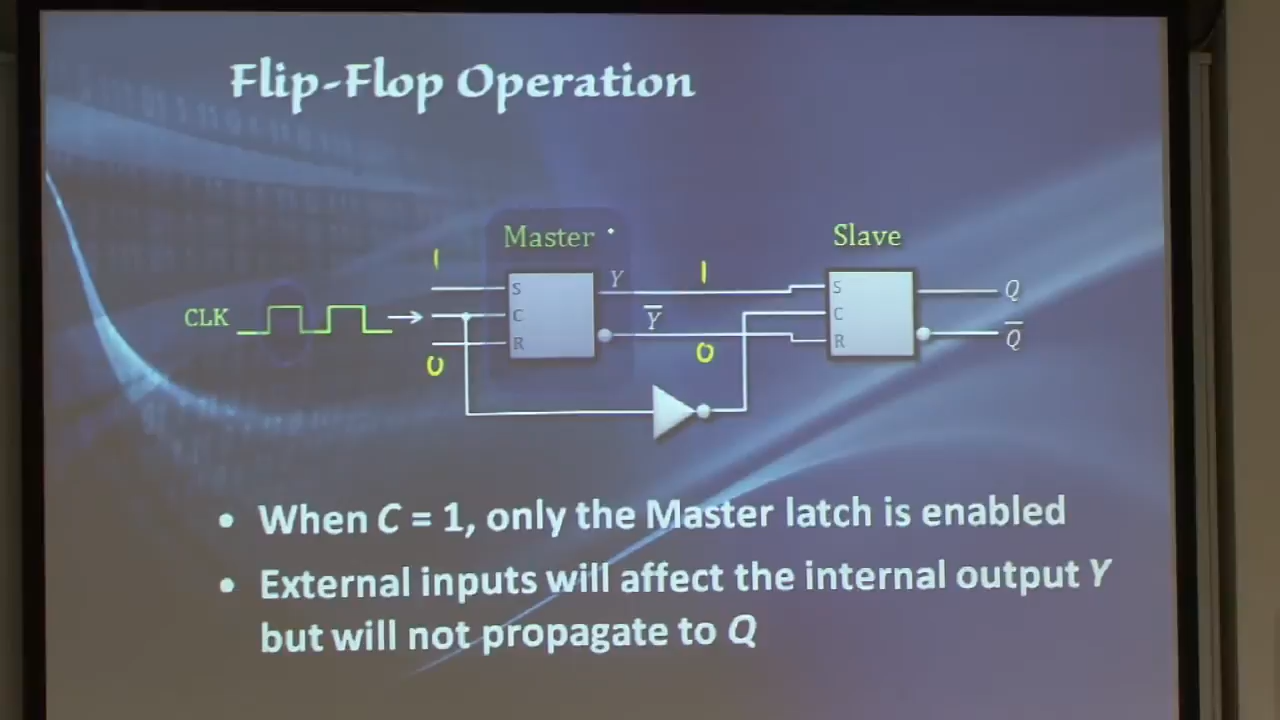 Flip-Flop Operation
Master
Slave
1
1
S
Y
S
Q
CLK
C
Y̅
C
0
R
0
R
Q̅
• When C = 1, only the Master latch is enabled
• External inputs will affect the internal output Y
but will not propagate to Q